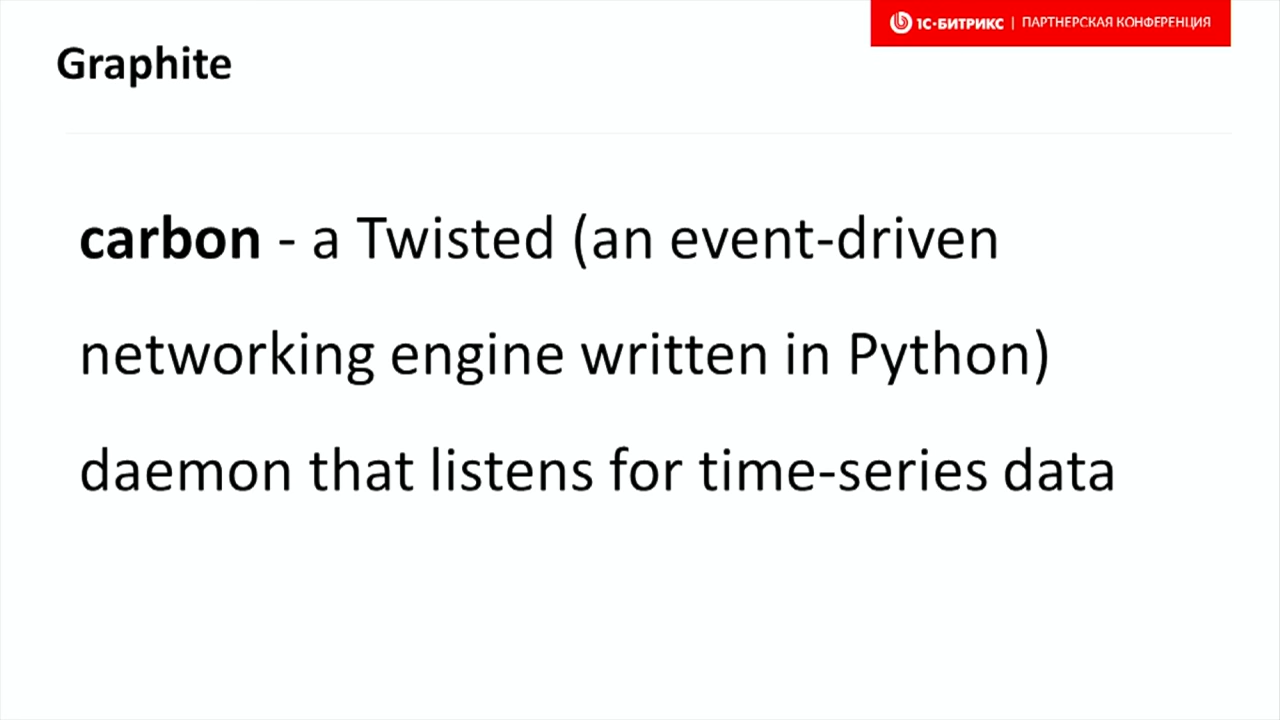 1С-БИТРИКС | ПАРТНЕРСКАЯ КОНФЕРЕНЦИЯ
Graphite
carbon - a Twisted (an event-driven
networking engine written in Python)
daemon that listens for time-series data